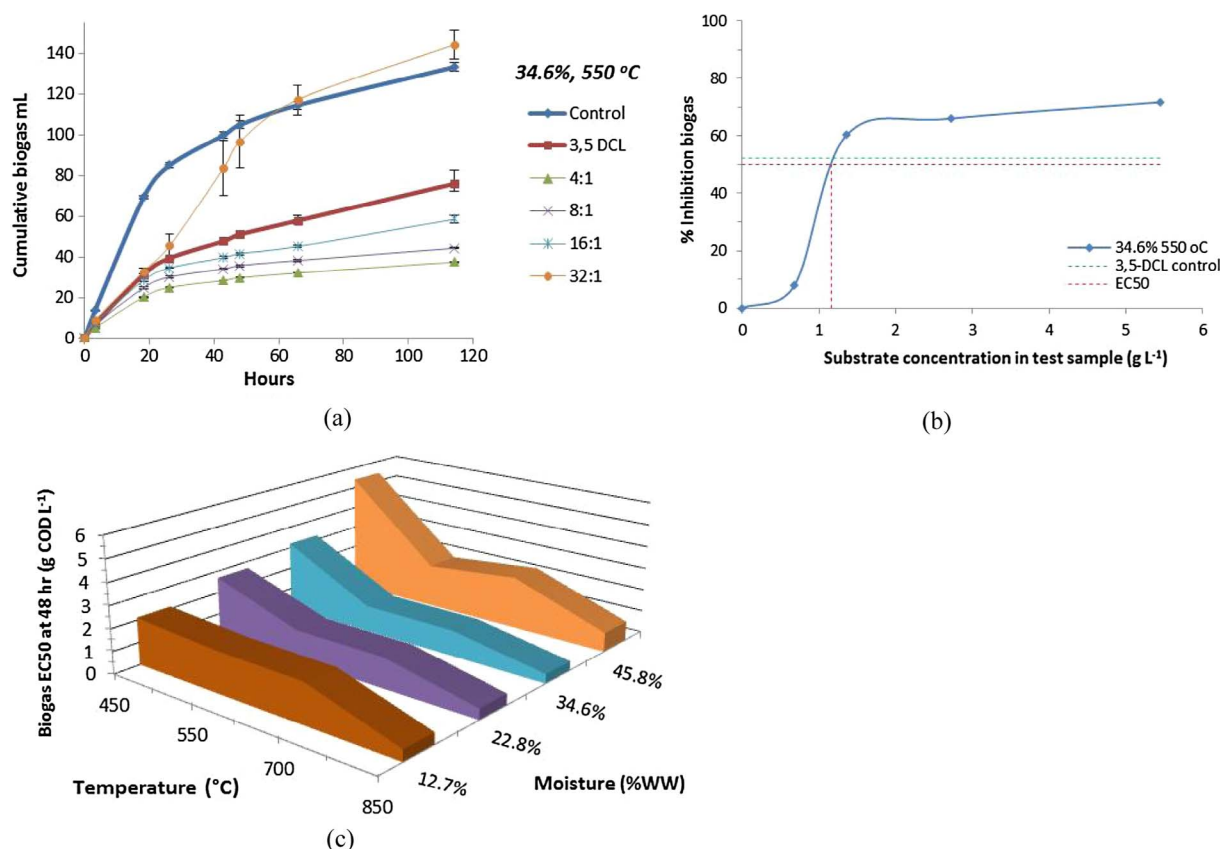 Cumulative biogas mL
140
120
100
80
60
40
20
0
0 20 40 60 80 100 120
Hours
34.6%, 550 ºC
Control
3,5 DCL
4:1
8:1
16:1
32:1
(a)
% Inhibition biogas
100
80
60
40
20
0
0 1 2 3 4 5 6
Substrate concentration in test sample (g L-1)
34.6% 550 oC
3,5-DCL control
EC50
(b)
Biogas EC50 at 48 hr (g COD L-1)
6
5
4
3
2
1
0
450
550
700
850
Temperature (°C)
12.7%
22.8%
34.6%
45.8%
Moisture (%WW)
(c)